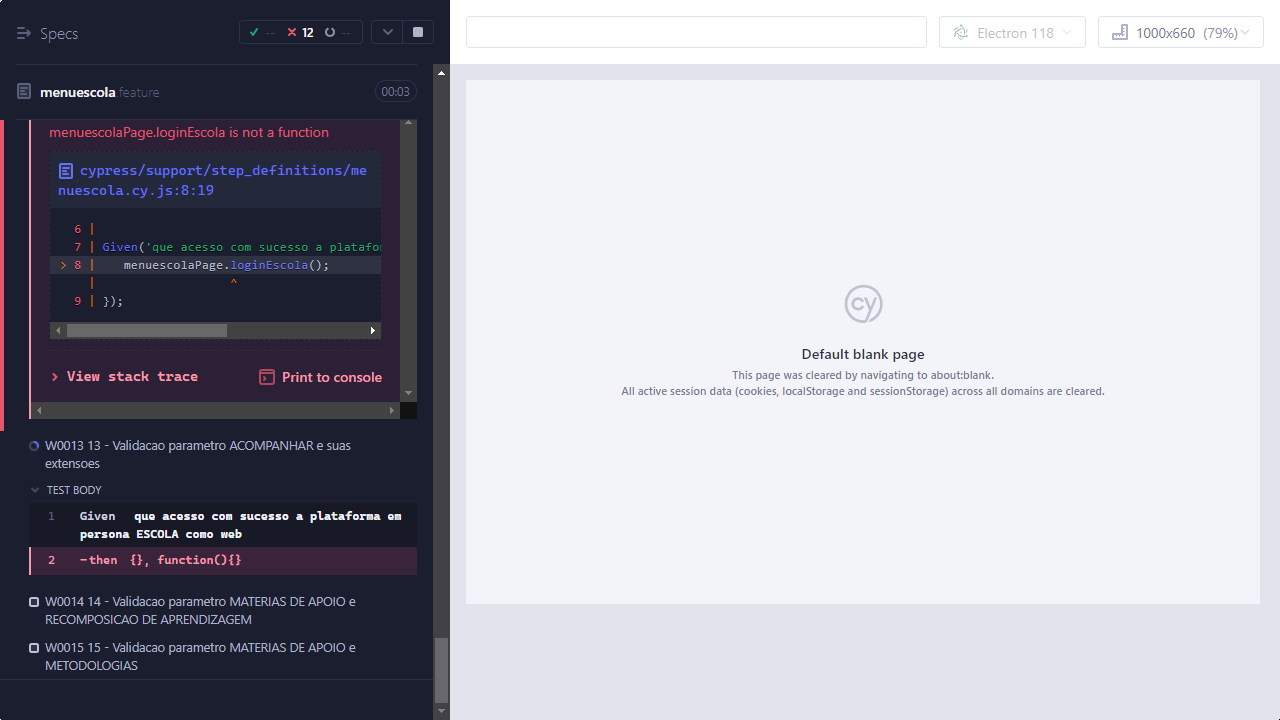 Specs
-- 12 --
menuescola.feature
00:03
menuescolaPage.loginEscola is not a function
cypress/support/step_definitions/me
nuescola.cy.js:8:19
6 |
7 | Given('que acesso com sucesso a platafor
> 8 | menuescolaPage.loginEscola();
| ^
9 | });
> View stack trace
Print to console
W0013 13 - Validacao parametro ACOMPANHAR e suas
extensoes
TEST BODY
1 Given que acesso com sucesso a plataforma em
persona ESCOLA como web
2 -then {}, function(){}
W0014 14 - Validacao parametro MATERIAS DE APOIO e
RECOMPOSICAO DE APRENDIZAGEM
W0015 15 - Validacao parametro MATERIAS DE APOIO e
METODOLOGIAS
Electron 118
1000x660 (79%)
cy
Default blank page
This page was cleared by navigating to about:blank.
All active session data (cookies, localStorage and sessionStorage) across all domains are cleared.